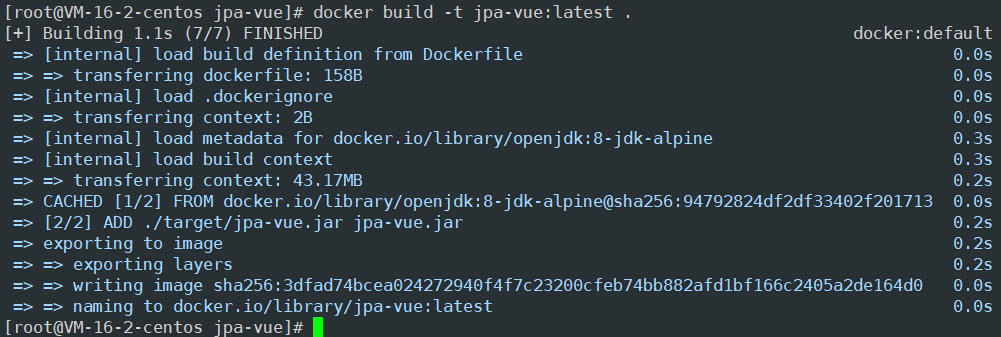 [root@VM-16-2-centos jpa-vue]# docker build -t jpa-vue:latest .
[+] Building 1.1s (7/7) FINISHED docker:default
=> [internal] load build definition from Dockerfile 0.0s
=> => transferring dockerfile: 158B 0.0s
=> [internal] load .dockerignore 0.0s
=> => transferring context: 2B 0.0s
=> [internal] load metadata for docker.io/library/openjdk:8-jdk-alpine 0.3s
=> [internal] load build context 0.3s
=> => transferring context: 43.17MB 0.2s
=> CACHED [1/2] FROM docker.io/library/openjdk:8-jdk-alpine@sha256:94792824df2df33402f201713 0.0s
=> [2/2] ADD ./target/jpa-vue.jar jpa-vue.jar 0.2s
=> exporting to image 0.2s
=> => exporting layers 0.2s
=> => writing image sha256:3dfad74bcea024272940f4f7c23200cfeb74bb882afd1bf166c2405a2de164d0 0.0s
=> => naming to docker.io/library/jpa-vue:latest 0.0s
[root@VM-16-2-centos jpa-vue]#